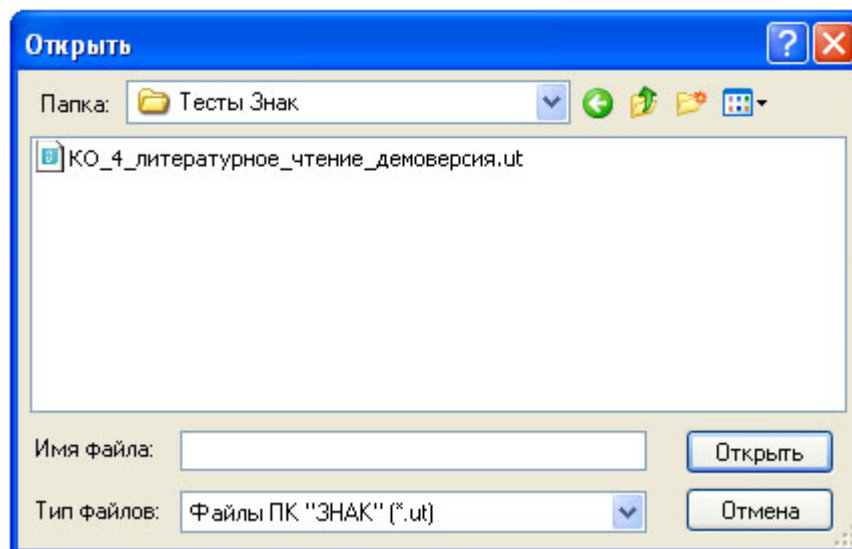 Открыть
Папка: Тесты Знак
КО_4_литературное_чтение_демоверсия.ut
Имя файла: Открыть
Тип файлов: Файлы ПК "ЗНАК" (*.ut) Отмена